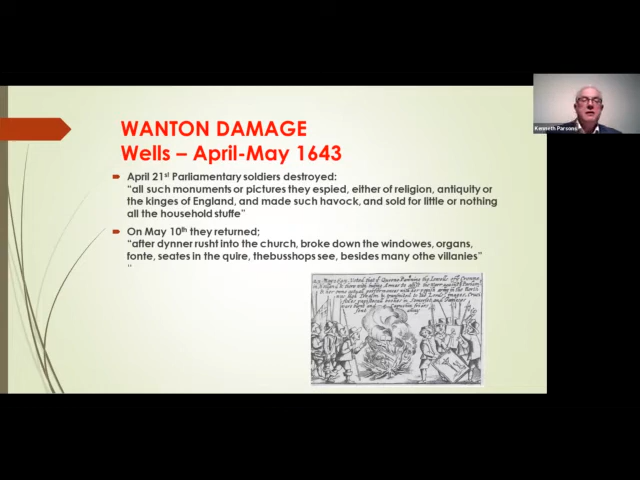 WANTON DAMAGE
Wells – April-May 1643
April 21st Parliamentary soldiers destroyed:
“all such monuments or pictures they espied, either of religion, antiquity or
the kinges of England, and made such havock, and sold for little or nothing
all the household stuffe”
On May 10th they returned;
“after dynner rusht into the church, broke down the windowes, organs,
fonte, seates in the quire, thebusshops see, besides many othe villanies”
“
Kenneth Parsons